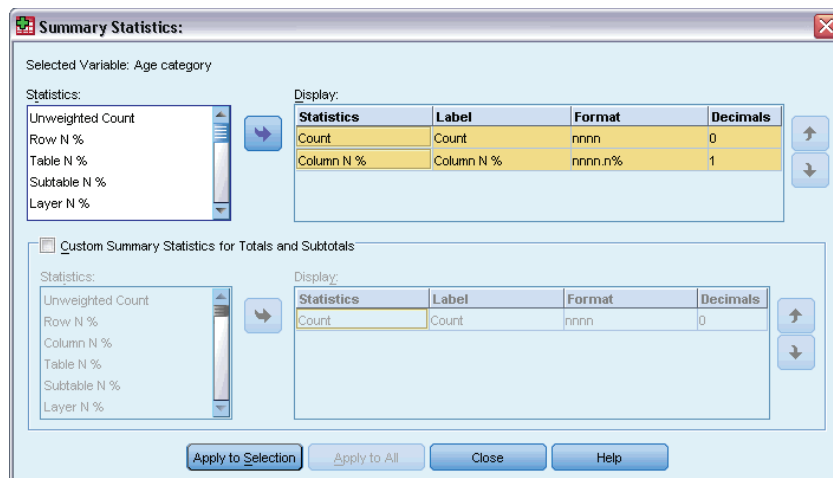 Summary Statistics:
Selected Variable: Age category
Statistics:
Unweighted Count
Row N %
Table N %
Subtable N %
Layer N %
Display:
Statistics Label Format Decimals
Count Count nnnn 0
Column N % Column N % nnnn.n% 1
Custom Summary Statistics for Totals and Subtotals
Statistics:
Unweighted Count
Row N %
Column N %
Table N %
Subtable N %
Layer N %
Display:
Statistics Label Format Decimals
Count Count nnnn 0
Apply to Selection Apply to All Close Help